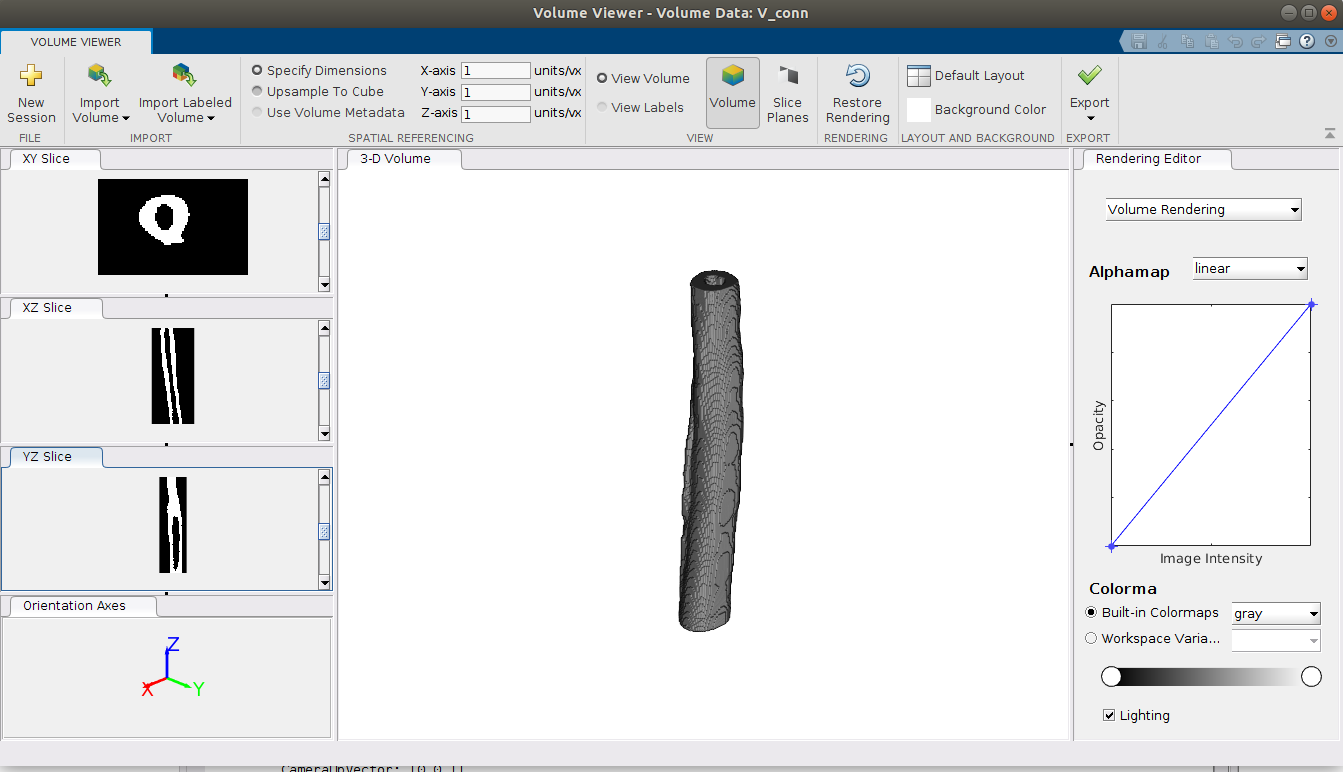 Volume Viewer - Volume Data: V_conn
VOLUME VIEWER
New Session
FILE
Import Volume
Import Labeled Volume
IMPORT
Specify Dimensions
Upsample To Cube
Use Volume Metadata
X-axis 1 units/vx
Y-axis 1 units/vx
Z-axis 1 units/vx
SPATIAL REFERENCING
View Volume
View Labels
Volume
Slice Planes
VIEW
Restore Rendering
RENDERING
Default Layout
Background Color
LAYOUT AND BACKGROUND
Export
EXPORT
XY Slice
XZ Slice
YZ Slice
Orientation Axes
Z
X
Y
3-D Volume
Rendering Editor
Volume Rendering
Alphamap linear
Opacity
Image Intensity
Colorma
Built-in Colormaps gray
Workspace Varia...
Lighting